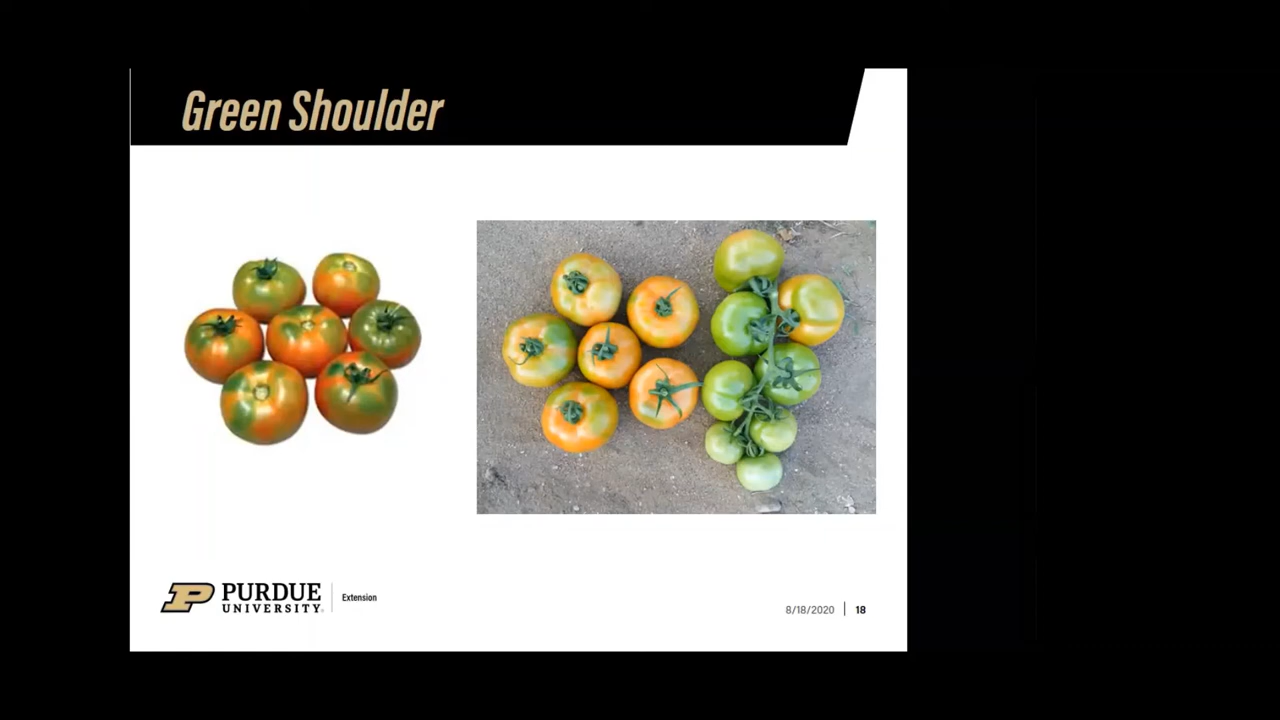 Green Shoulder
PURDUE
UNIVERSITY
Extension
8/18/2020
18